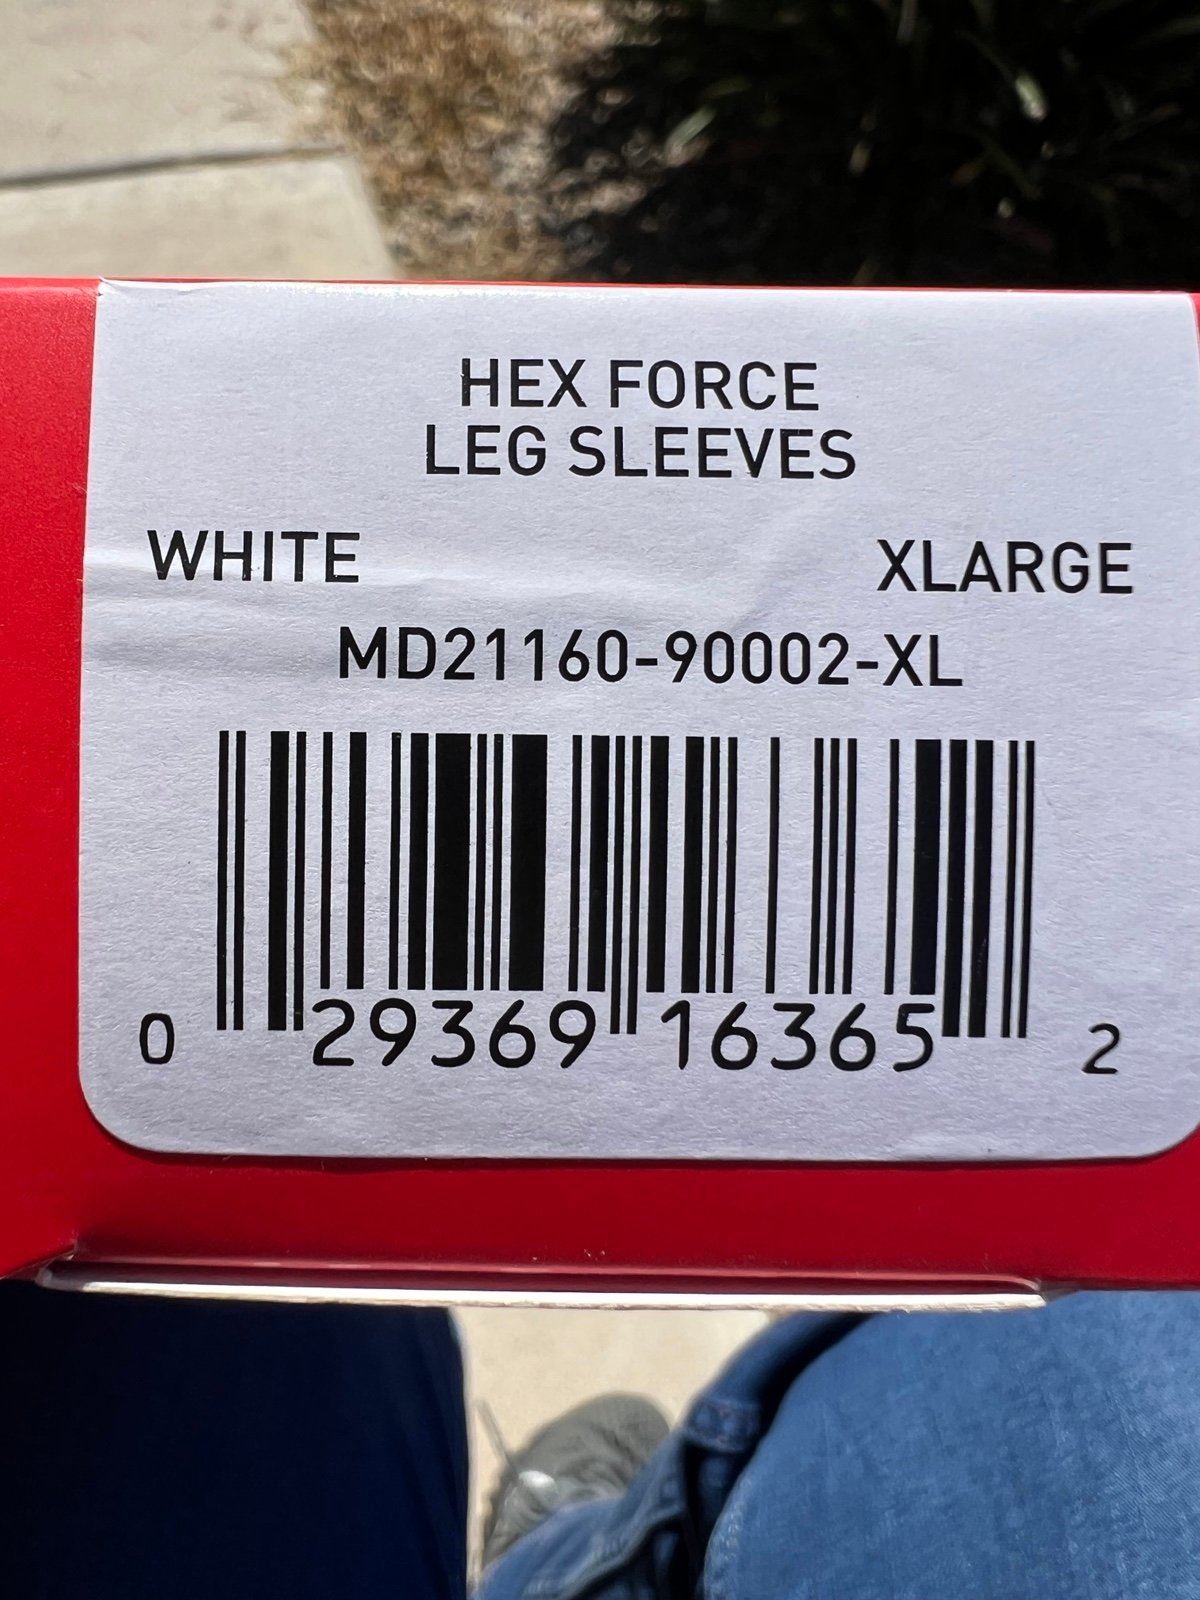 HEX FORCE
LEG SLEEVES
WHITE XLARGE
MD21160-90002-XL
0 29369 16365 2